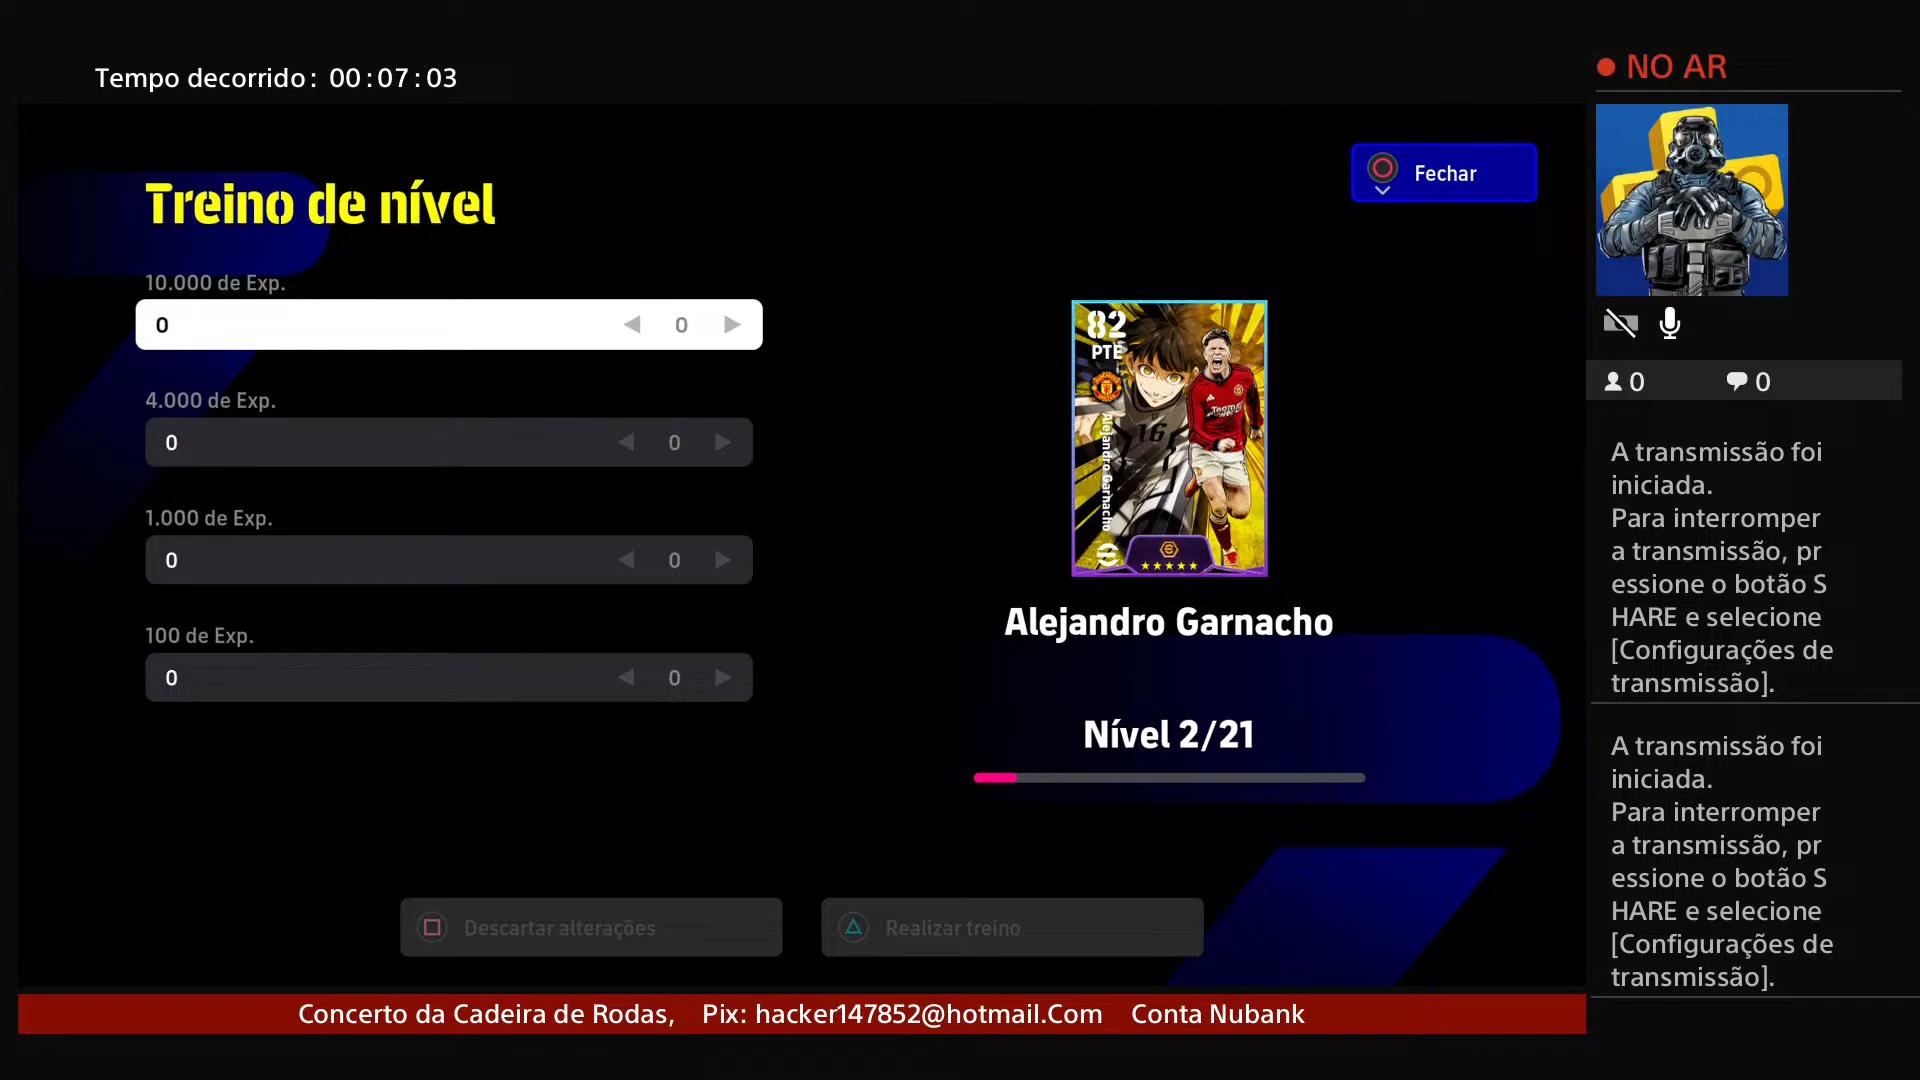 Tempo decorrido: 00:07:03
NO AR
Treino de nível
Fechar
10.000 de Exp.
0 0
4.000 de Exp.
0 0
1.000 de Exp.
0 0
100 de Exp.
0 0
82
PTE
Alejandro Garnacho
16
Alejandro Garnacho
Nível 2/21
Descartar alterações
Realizar treino
Concerto da Cadeira de Rodas, Pix: hacker147852@hotmail.Com Conta Nubank
0 0
A transmissão foi
iniciada.
Para interromper
a transmissão, pr
essione o botão S
HARE e selecione
[Configurações de
transmissão].
A transmissão foi
iniciada.
Para interromper
a transmissão, pr
essione o botão S
HARE e selecione
[Configurações de
transmissão].